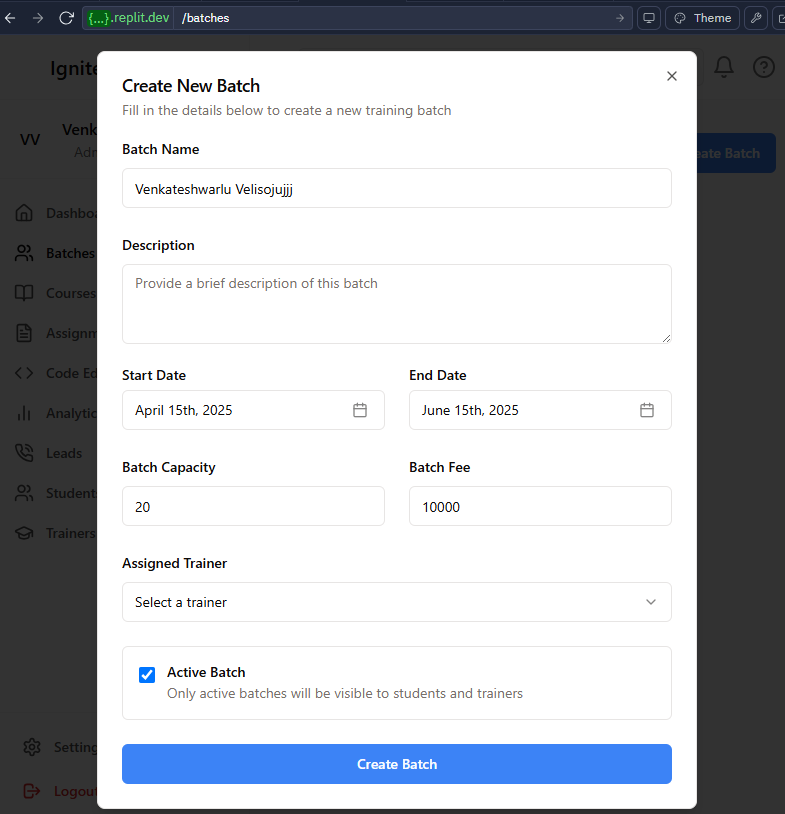 {...}.replit.dev /batches
Theme
Ignite
Create New Batch
Fill in the details below to create a new training batch
VV
Venk
Adm
Batch
Batch Name
Venkateshwarlu Velisojujjj
Description
Provide a brief description of this batch
Dashboa
Batches
Courses
Assignm
Code Ed
Analytic
Leads
Students
Trainers
Start Date
End Date
April 15th, 2025
June 15th, 2025
Batch Capacity
Batch Fee
20
10000
Assigned Trainer
Select a trainer
Active Batch
Only active batches will be visible to students and trainers
Create Batch
Setting
Logout